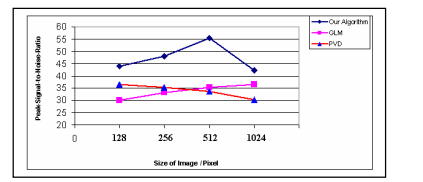 60
55
50
45
40
35
30
25
20
Peak-Signal-to-Noise-Ratio
0 128 256 512 1024
Size of Image / Pixel
Our Algorithm
GLM
PVD